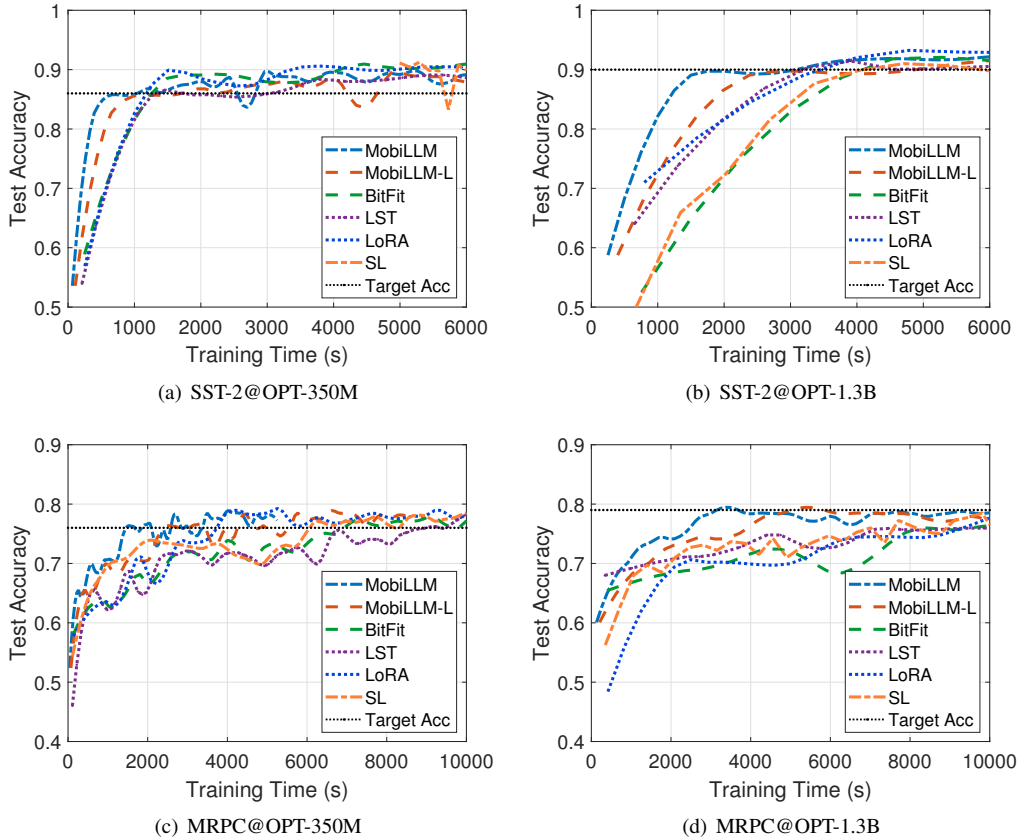 1
0.9
0.8
0.7
0.6
0.5
0 1000 2000 3000 4000 5000 6000
Test Accuracy
Training Time (s)
MobiLLM
MobiLLM-L
BitFit
LST
LoRA
SL
Target Acc
(a) SST-2@OPT-350M
1
0.9
0.8
0.7
0.6
0.5
0 1000 2000 3000 4000 5000 6000
Test Accuracy
Training Time (s)
MobiLLM
MobiLLM-L
BitFit
LST
LoRA
SL
Target Acc
(b) SST-2@OPT-1.3B
0.9
0.8
0.7
0.6
0.5
0.4
0 2000 4000 6000 8000 10000
Test Accuracy
Training Time (s)
MobiLLM
MobiLLM-L
BitFit
LST
LoRA
SL
Target Acc
(c) MRPC@OPT-350M
0.9
0.8
0.7
0.6
0.5
0.4
0 2000 4000 6000 8000 10000
Test Accuracy
Training Time (s)
MobiLLM
MobiLLM-L
BitFit
LST
LoRA
SL
Target Acc
(d) MRPC@OPT-1.3B